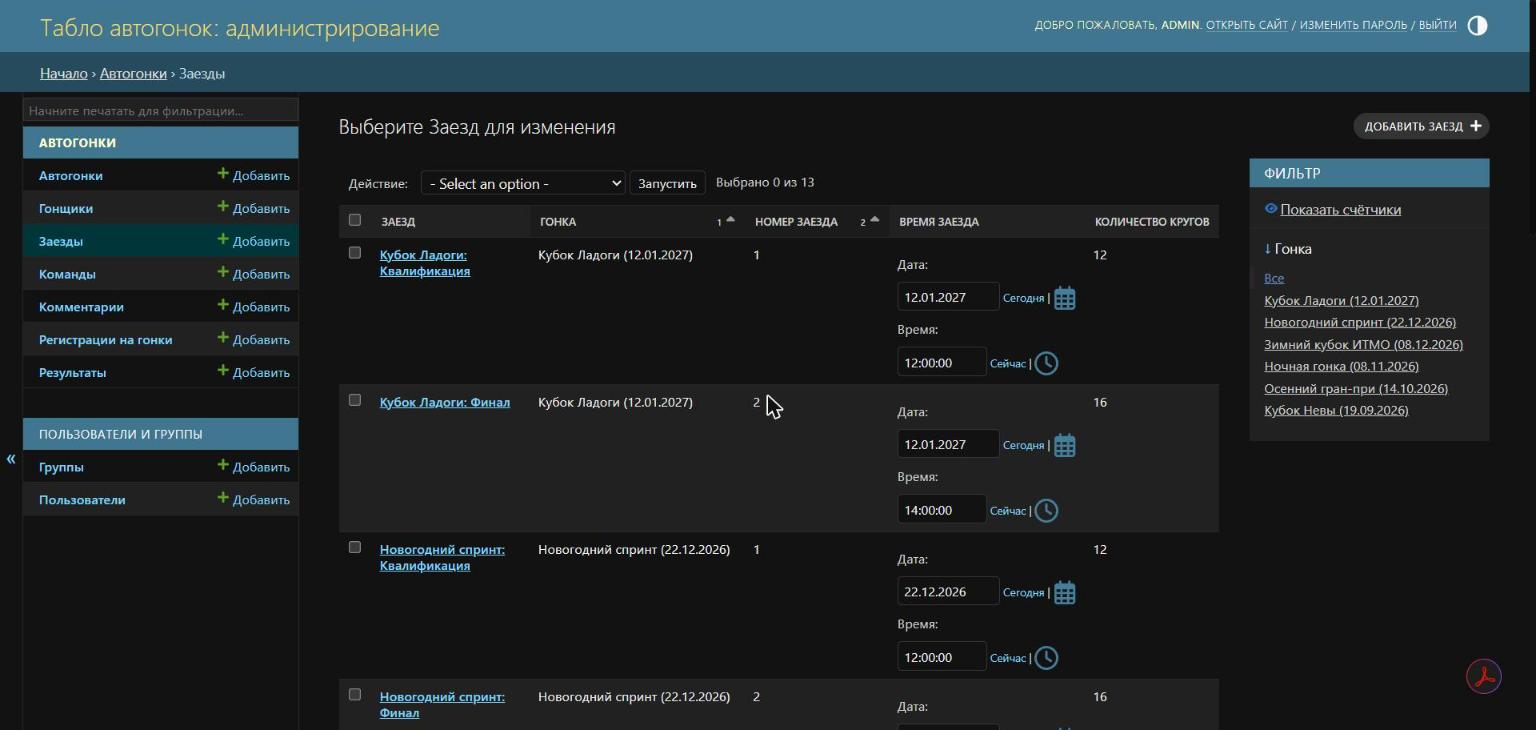 Табло автогонок: администрирование
ДОБРО ПОЖАЛОВАТЬ, ADMIN. ОТКРЫТЬ САЙТ / ИЗМЕНИТЬ ПАРОЛЬ / ВЫЙТИ
Начало › Автогонки › Заезды
Начните печатать для фильтрации...
АВТОГОНКИ
Автогонки + Добавить
Гонщики + Добавить
Заезды + Добавить
Команды + Добавить
Комментарии + Добавить
Регистрации на гонки + Добавить
Результаты + Добавить
ПОЛЬЗОВАТЕЛИ И ГРУППЫ
Группы + Добавить
Пользователи + Добавить
«
Выберите Заезд для изменения
ДОБАВИТЬ ЗАЕЗД +
Действие: - Select an option - Запустить Выбрано 0 из 13
ЗАЕЗД ГОНКА 1 НОМЕР ЗАЕЗДА 2 ВРЕМЯ ЗАЕЗДА КОЛИЧЕСТВО КРУГОВ
Кубок Ладоги: Кубок Ладоги (12.01.2027) 1 12
Квалификация
Дата:
12.01.2027 Сегодня |
Время:
12:00:00 Сейчас |
Кубок Ладоги: Финал Кубок Ладоги (12.01.2027) 2 16
Дата:
12.01.2027 Сегодня |
Время:
14:00:00 Сейчас |
Новогодний спринт: Новогодний спринт (22.12.2026) 1 12
Квалификация
Дата:
22.12.2026 Сегодня |
Время:
12:00:00 Сейчас |
Новогодний спринт: Новогодний спринт (22.12.2026) 2 16
Финал
Дата:
ФИЛЬТР
Показать счётчики
↓ Гонка
Все
Кубок Ладоги (12.01.2027)
Новогодний спринт (22.12.2026)
Зимний кубок ИТМО (08.12.2026)
Ночная гонка (08.11.2026)
Осенний гран-при (14.10.2026)
Кубок Невы (19.09.2026)